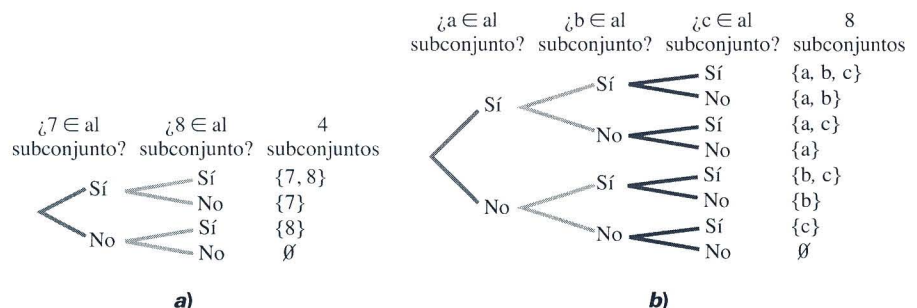 ¿7 ∈ al ¿8 ∈ al 4
subconjunto? subconjunto? subconjuntos
Sí Sí {7, 8}
No {7}
No Sí {8}
No Ø
a)
¿a ∈ al ¿b ∈ al ¿c ∈ al 8
subconjunto? subconjunto? subconjunto? subconjuntos
Sí Sí Sí {a, b, c}
No {a, b}
No Sí {a, c}
No {a}
No Sí Sí {b, c}
No {b}
No Sí {c}
No Ø
b)